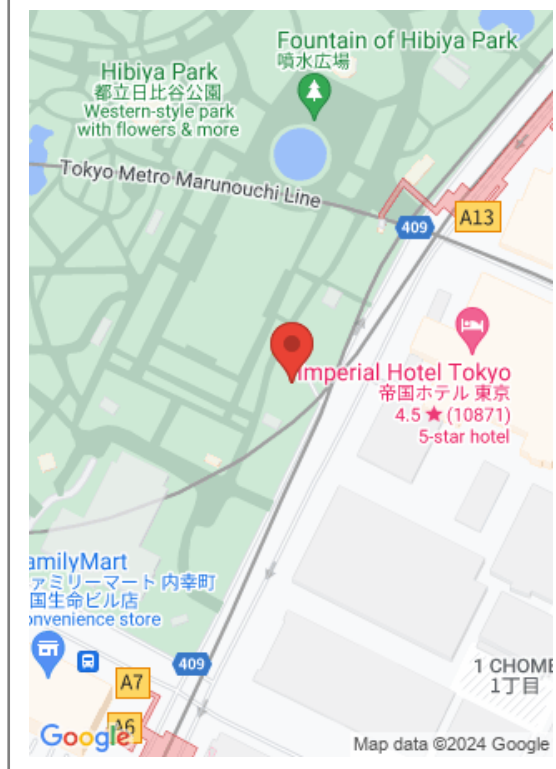 Fountain of Hibiya Park
噴水広場
Hibiya Park
都立日比谷公園
Western-style park
with flowers & more
Tokyo Metro Marunouchi Line
A13
409
Imperial Hotel Tokyo
帝国ホテル 東京
4.5 ★ (10871)
5-star hotel
amilyMart
ァミリーマート 内幸町
国生命ビル店
onvenience store
409
1 CHOME
1丁目
A7
A6
Google
Map data ©2024 Google